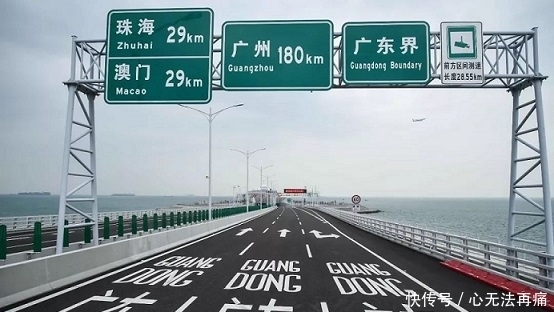 珠海 29km
Zhuhai
澳门 29km
Macao
广州 180km
Guangzhou
广东界
Guangdong Boundary
前方区间测速
长度28.55km
GUANG GUANG GUANG
DONG DONG DONG
快传号／心无法再痛